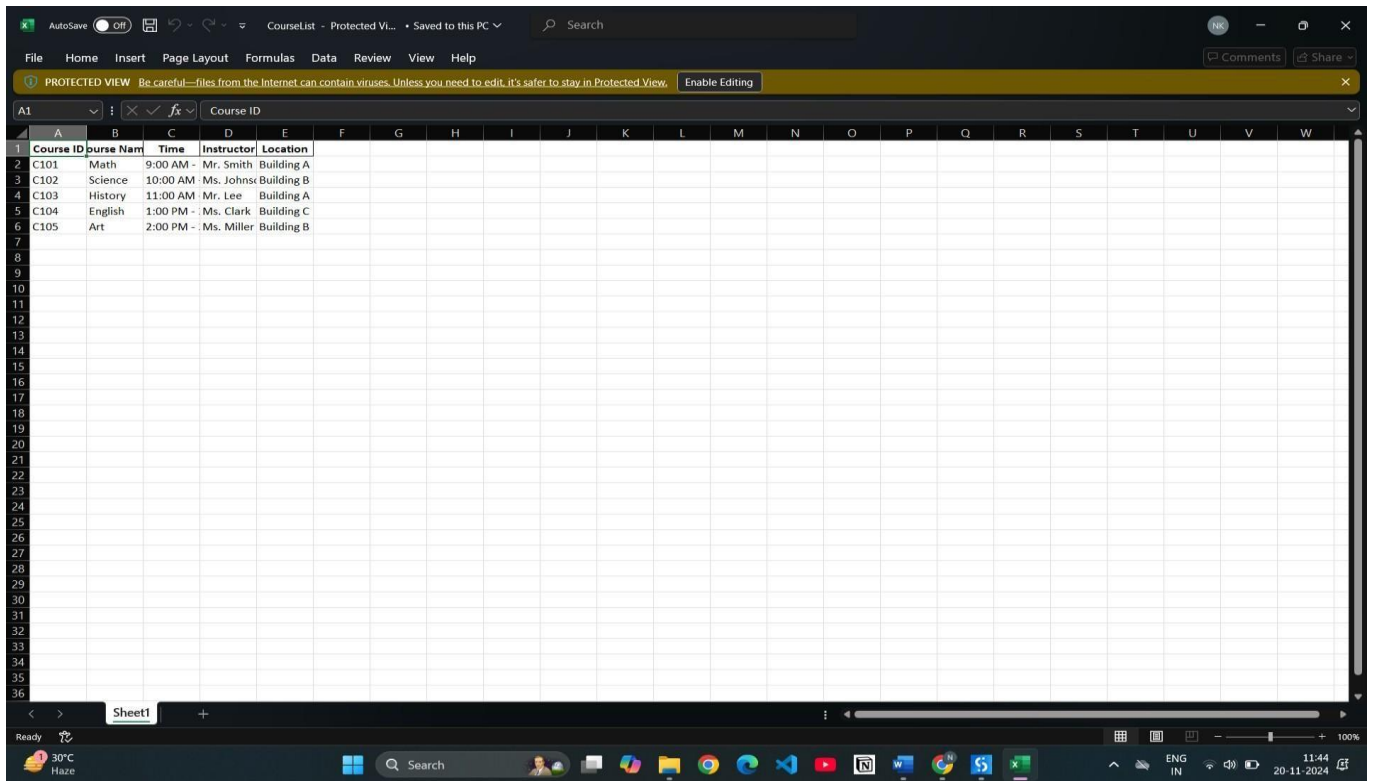 AutoSave Off CourseList - Protected Vi... • Saved to this PC Search NK
File Home Insert Page Layout Formulas Data Review View Help Comments Share
PROTECTED VIEW Be careful—files from the Internet can contain viruses. Unless you need to edit, it's safer to stay in Protected View. Enable Editing
A1 fx Course ID
A B C D E F G H I J K L M N O P Q R S T U V W
1 Course ID ourse Nam Time Instructor Location
2 C101 Math 9:00 AM - Mr. Smith Building A
3 C102 Science 10:00 AM - Ms. Johnso Building B
4 C103 History 11:00 AM Mr. Lee Building A
5 C104 English 1:00 PM - Ms. Clark Building C
6 C105 Art 2:00 PM - Ms. Miller Building B
7
8
9
10
11
12
13
14
15
16
17
18
19
20
21
22
23
24
25
26
27
28
29
30
31
32
33
34
35
36
Sheet1
Ready 100%
1 30°C Search ENG 11:44
Haze IN 20-11-2024